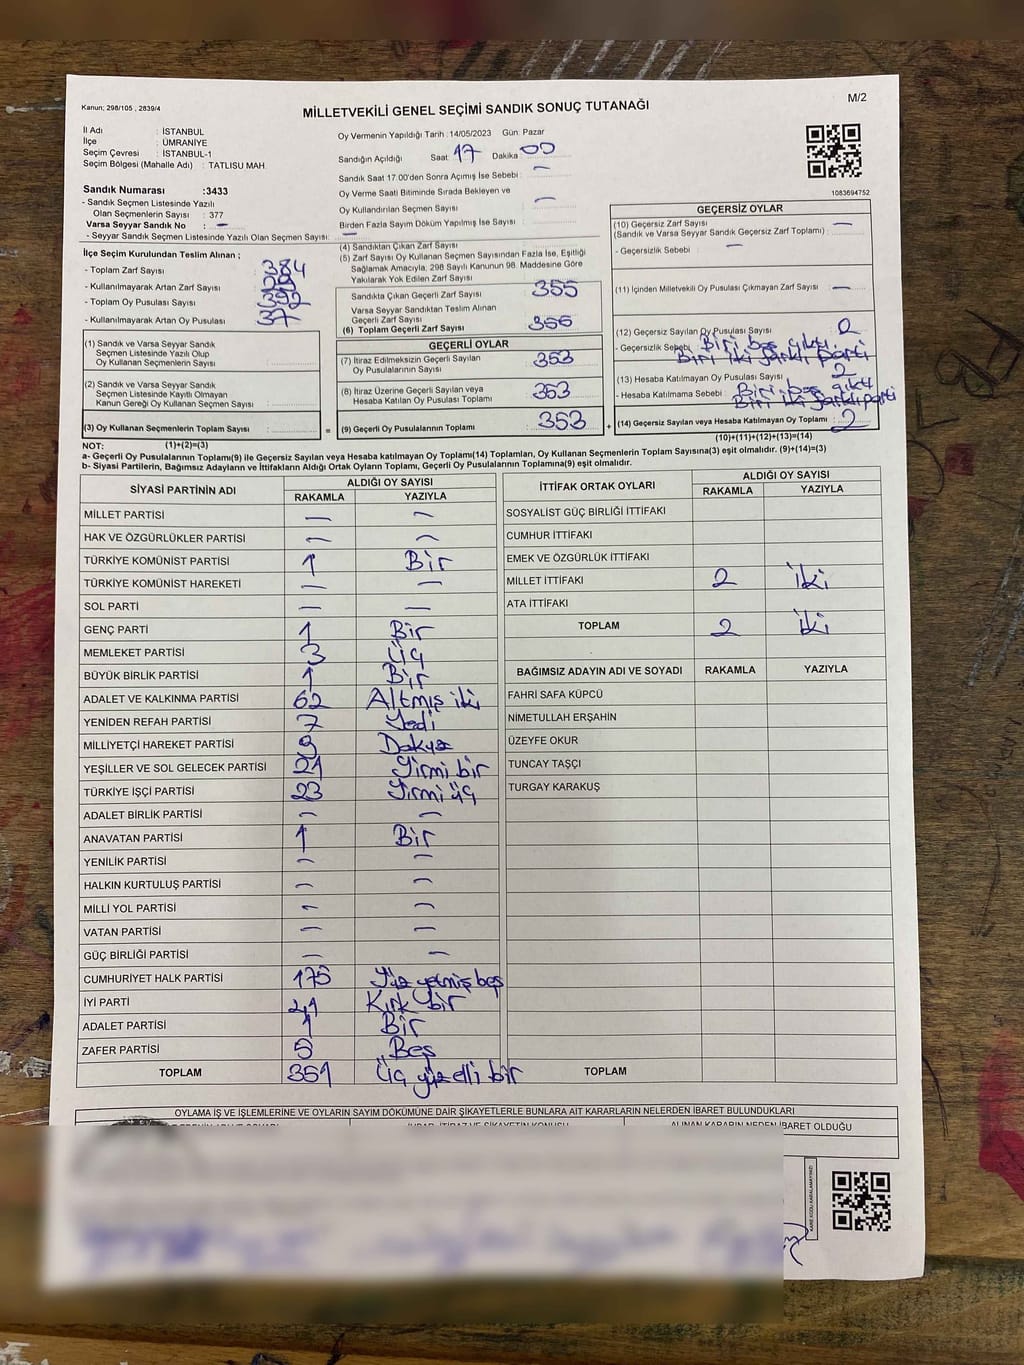 Kanun; 298/105 , 2839/4
MİLLETVEKİLİ GENEL SEÇİMİ SANDIK SONUÇ TUTANAĞI
M/2
İl Adı : İSTANBUL
İlçe : ÜMRANİYE
Seçim Çevresi : İSTANBUL-1
Seçim Bölgesi (Mahalle Adı) : TATLISU MAH.
Sandık Numarası :3433
- Sandık Seçmen Listesinde Yazılı
Olan Seçmenlerin Sayısı : 377
Varsa Seyyar Sandık No : -
- Seyyar Sandık Seçmen Listesinde Yazılı Olan Seçmen Sayısı: -
Oy Vermenin Yapıldığı Tarih : 14/05/2023 Gün: Pazar
Sandığın Açıldığı Saat 17 Dakika : 00
Sandık Saat 17.00'den Sonra Açımış İse Sebebi : -
Oy Verme Saati Bitiminde Sırada Bekleyen ve
Oy Kullandırılan Seçmen Sayısı : -
Birden Fazla Sayım Döküm Yapılmış İse Sayısı :
1083694752
İlçe Seçim Kurulundan Teslim Alınan ;
- Toplam Zarf Sayısı : 384
- Kullanılmayarak Artan Zarf Sayısı :
- Toplam Oy Pusulası Sayısı : 392
- Kullanılmayarak Artan Oy Pusulası : 37
(4) Sandıktan Çıkan Zarf Sayısı :
(5) Zarf Sayısı Oy Kullanan Seçmen Sayısından Fazla İse, Eşitliği
Sağlamak Amacıyla, 298 Sayılı Kanunun 98. Maddesine Göre
Yakılarak Yok Edilen Zarf Sayısı :
Sandıkta Çıkan Geçerli Zarf Sayısı : 355
Varsa Seyyar Sandıktan Teslim Alınan
Geçerli Zarf Sayısı :
(6) Toplam Geçerli Zarf Sayısı : 355
GEÇERSİZ OYLAR
(10) Geçersiz Zarf Sayısı
(Sandık ve Varsa Seyyar Sandık Geçersiz Zarf Toplamı) : -
- Geçersizlik Sebebi : -
(11) İçinden Milletvekili Oy Pusulası Çıkmayan Zarf Sayısı : -
(12) Geçersiz Sayılan Oy Pusulası Sayısı : 2
- Geçersizlik Sebebi : Biri boş çıktı.
Biri iki farklı parti
(13) Hesaba Katılmayan Oy Pusulası Sayısı : 2
- Hesaba Katılmama Sebebi : Biri boş çıktı
Biri iki farklı parti
(14) Geçersiz Sayılan veya Hesaba Katılmayan Oy Toplamı : 2
(10)+(11)+(12)+(13)=(14)
(1) Sandık ve Varsa Seyyar Sandık
Seçmen Listesinde Yazılı Olup
Oy Kullanan Seçmenlerin Sayısı :
(2) Sandık ve Varsa Seyyar Sandık
Seçmen Listesinde Kayıtlı Olmayan
Kanun Gereği Oy Kullanan Seçmen Sayısı :
(3) Oy Kullanan Seçmenlerin Toplam Sayısı :
=
GEÇERLİ OYLAR
(7) İtiraz Edilmeksizin Geçerli Sayılan
Oy Pusulalarının Sayısı : 353
(8) İtiraz Üzerine Geçerli Sayılan veya
Hesaba Katılan Oy Pusulası Toplamı : 353
(9) Geçerli Oy Pusulalarının Toplamı : 353
+
NOT: (1)+(2)=(3)
a- Geçerli Oy Pusulalarının Toplamı(9) ile Geçersiz Sayılan veya Hesaba Katılmayan Oy Toplamı(14) Toplamları, Oy Kullanan Seçmenlerin Toplam Sayısına(3) eşit olmalıdır. (9)+(14)=(3)
b- Siyasi Partilerin, Bağımsız Adayların ve İttifakların Aldığı Ortak Oyların Toplamı, Geçerli Oy Pusulalarının Toplamına(9) eşit olmalıdır.
SİYASİ PARTİNİN ADI ALDIĞI OY SAYISI
RAKAMLA YAZIYLA
MİLLET PARTİSİ - -
HAK VE ÖZGÜRLÜKLER PARTİSİ - -
TÜRKİYE KOMÜNİST PARTİSİ 1 Bir
TÜRKİYE KOMÜNİST HAREKETİ - -
SOL PARTİ - -
GENÇ PARTİ 1 Bir
MEMLEKET PARTİSİ 3 Üç
BÜYÜK BİRLİK PARTİSİ 1 Bir
ADALET VE KALKINMA PARTİSİ 62 Altmış iki
YENİDEN REFAH PARTİSİ 7 Yedi
MİLLİYETÇİ HAREKET PARTİSİ 9 Dokuz
YEŞİLLER VE SOL GELECEK PARTİSİ 21 Yirmi bir
TÜRKİYE İŞÇİ PARTİSİ 23 Yirmi üç
ADALET BİRLİK PARTİSİ - -
ANAVATAN PARTİSİ 1 Bir
YENİLİK PARTİSİ - -
HALKIN KURTULUŞ PARTİSİ - -
MİLLİ YOL PARTİSİ - -
VATAN PARTİSİ - -
GÜÇ BİRLİĞİ PARTİSİ - -
CUMHURİYET HALK PARTİSİ 175 Yüz yetmiş beş
İYİ PARTİ 41 Kırk bir
ADALET PARTİSİ 1 Bir
ZAFER PARTİSİ 5 Beş
TOPLAM 351 Üç yüz elli bir
İTTİFAK ORTAK OYLARI ALDIĞI OY SAYISI
RAKAMLA YAZIYLA
SOSYALİST GÜÇ BİRLİĞİ İTTİFAKI
CUMHUR İTTİFAKI
EMEK VE ÖZGÜRLÜK İTTİFAKI
MİLLET İTTİFAKI 2 İki
ATA İTTİFAKI
TOPLAM 2 İki
BAĞIMSIZ ADAYIN ADI VE SOYADI RAKAMLA YAZIYLA
FAHRİ SAFA KÜPCÜ
NİMETULLAH ERŞAHİN
ÜZEYFE OKUR
TUNCAY TAŞÇI
TURGAY KARAKUŞ
TOPLAM
OYLAMA İŞ VE İŞLEMLERİNE VE OYLARIN SAYIM DÖKÜMÜNE DAİR ŞİKAYETLERLE BUNLARA AİT KARARLARIN NELERDEN İBARET BULUNDUKLARI
ALINAN KARARIN NEDEN İBARET OLDUĞU
KARE KODU KARALAMAYINIZ!